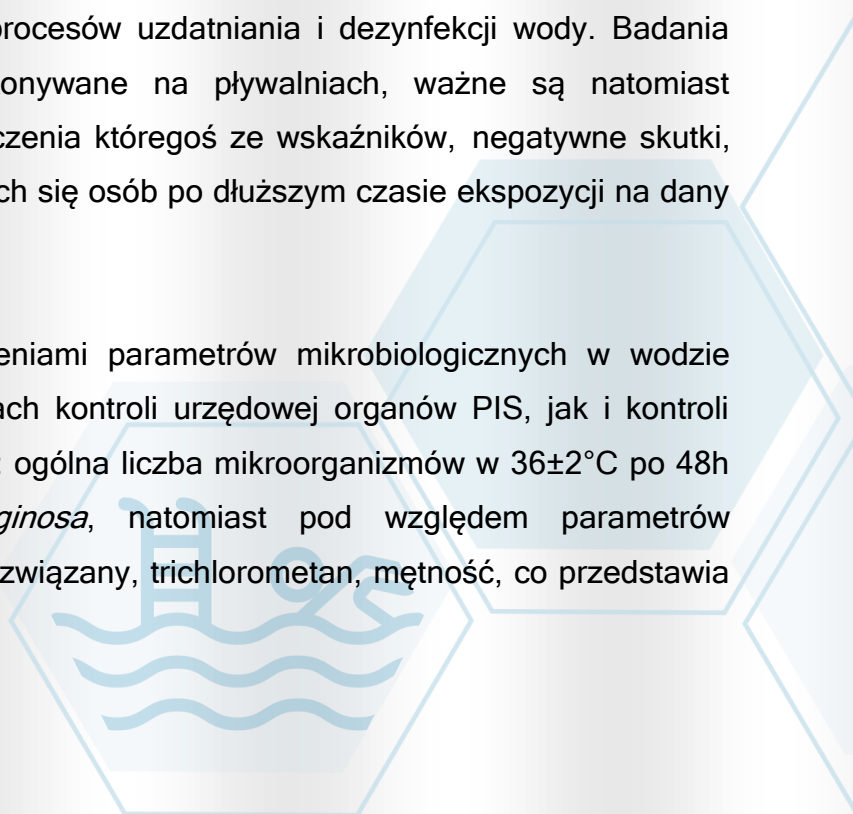 procesów uzdatniania i dezynfekcji wody. Badania
onywane na pływalniach, ważne są natomiast
czenia któregoś ze wskaźników, negatywne skutki,
ch się osób po dłuższym czasie ekspozycji na dany
eniami parametrów mikrobiologicznych w wodzie
ach kontroli urzędowej organów PIS, jak i kontroli
: ogólna liczba mikroorganizmów w 36±2°C po 48h
ginosa, natomiast pod względem parametrów
związany, trichlorometan, mętność, co przedstawia